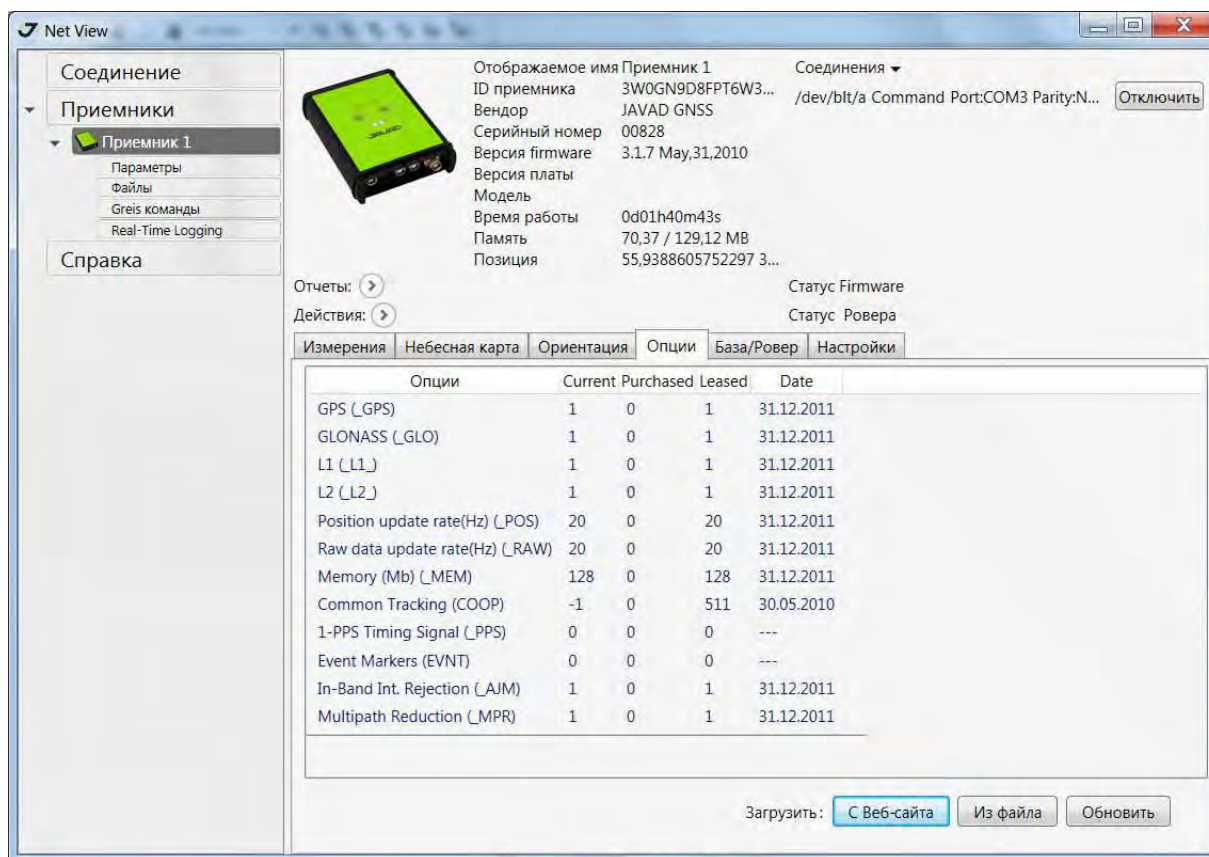 Net View
Соединение
Приемники
Приемник 1
Параметры
Файлы
Greis команды
Real-Time Logging
Справка
JAVAD
Отображаемое имя Приемник 1
ID приемника 3W0GN9D8FPT6W3...
Вендор JAVAD GNSS
Серийный номер 00828
Версия firmware 3.1.7 May,31,2010
Версия платы
Модель
Время работы 0d01h40m43s
Память 70,37 / 129,12 MB
Позиция 55,9388605752297 3...
Соединения
/dev/blt/a Command Port:COM3 Parity:N... Отключить
Отчеты: Статус Firmware
Действия: Статус Ровера
Измерения Небесная карта Ориентация Опции База/Ровер Настройки
Опции Current Purchased Leased Date
GPS (_GPS) 1 0 1 31.12.2011
GLONASS (_GLO) 1 0 1 31.12.2011
L1 (_L1_) 1 0 1 31.12.2011
L2 (_L2_) 1 0 1 31.12.2011
Position update rate(Hz) (_POS) 20 0 20 31.12.2011
Raw data update rate(Hz) (_RAW) 20 0 20 31.12.2011
Memory (Mb) (_MEM) 128 0 128 31.12.2011
Common Tracking (COOP) -1 0 511 30.05.2010
1-PPS Timing Signal (_PPS) 0 0 0 ---
Event Markers (EVNT) 0 0 0 ---
In-Band Int. Rejection (_AJM) 1 0 1 31.12.2011
Multipath Reduction (_MPR) 1 0 1 31.12.2011
Загрузить: С Веб-сайта Из файла Обновить